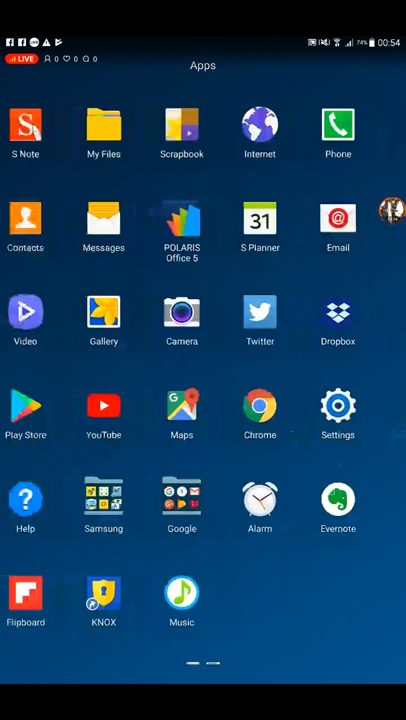 74% 00:54
LIVE 0 0 0
Apps
S Note My Files Scrapbook Internet Phone
31
Contacts Messages POLARIS Office 5 S Planner Email
Video Gallery Camera Twitter Dropbox
Play Store YouTube Maps Chrome Settings
Help Samsung Google Alarm Evernote
Flipboard KNOX Music